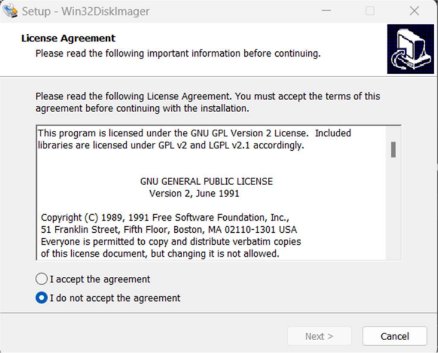 Setup - Win32DiskImager
License Agreement
Please read the following important information before continuing.
Please read the following License Agreement. You must accept the terms of this
agreement before continuing with the installation.
This program is licensed under the GNU GPL Version 2 License.  Included
libraries are licensed under GPL v2 and LGPL v2.1 accordingly.
GNU GENERAL PUBLIC LICENSE
Version 2, June 1991
Copyright (C) 1989, 1991 Free Software Foundation, Inc.,
51 Franklin Street, Fifth Floor, Boston, MA 02110-1301 USA
Everyone is permitted to copy and distribute verbatim copies
of this license document, but changing it is not allowed.
I accept the agreement
I do not accept the agreement
Next >
Cancel